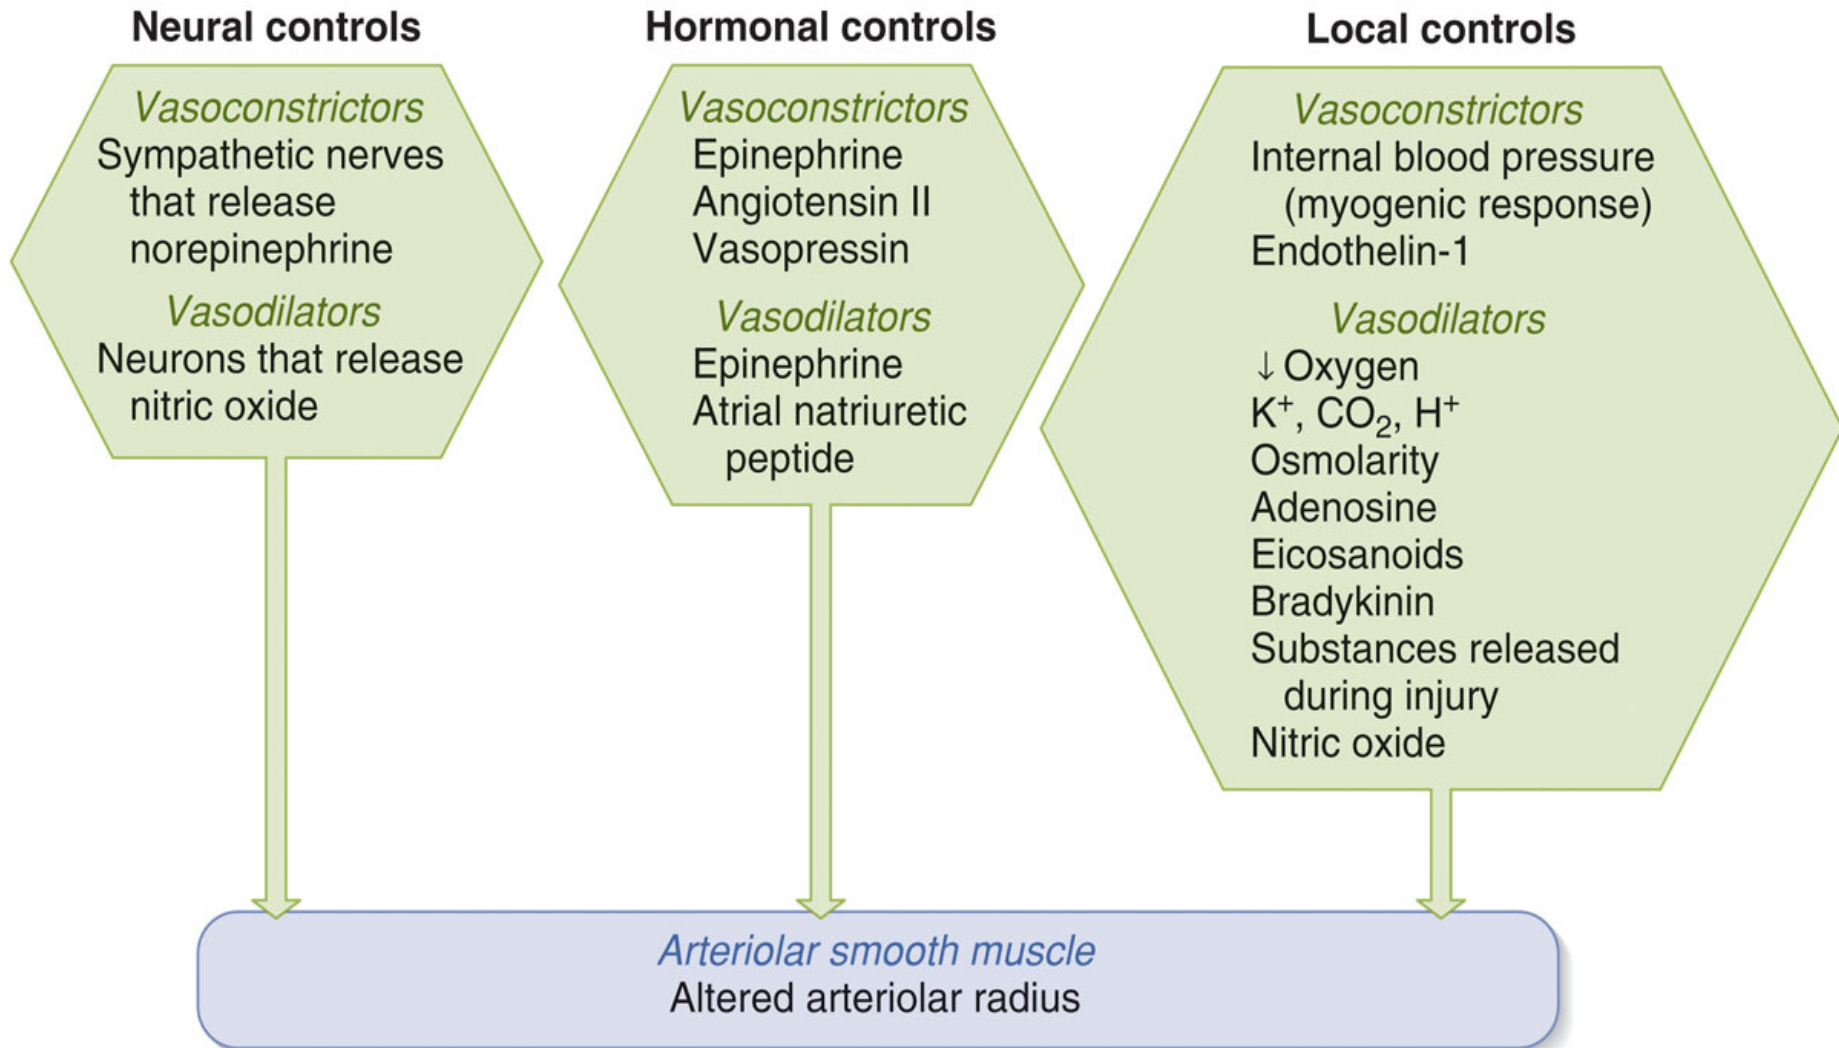 Neural controls
Vasoconstrictors
Sympathetic nerves
that release
norepinephrine
Vasodilators
Neurons that release
nitric oxide
Hormonal controls
Vasoconstrictors
Epinephrine
Angiotensin II
Vasopressin
Vasodilators
Epinephrine
Atrial natriuretic
peptide
Local controls
Vasoconstrictors
Internal blood pressure
(myogenic response)
Endothelin-1
Vasodilators
↓ Oxygen
K⁺, CO₂, H⁺
Osmolarity
Adenosine
Eicosanoids
Bradykinin
Substances released
during injury
Nitric oxide
Arteriolar smooth muscle
Altered arteriolar radius